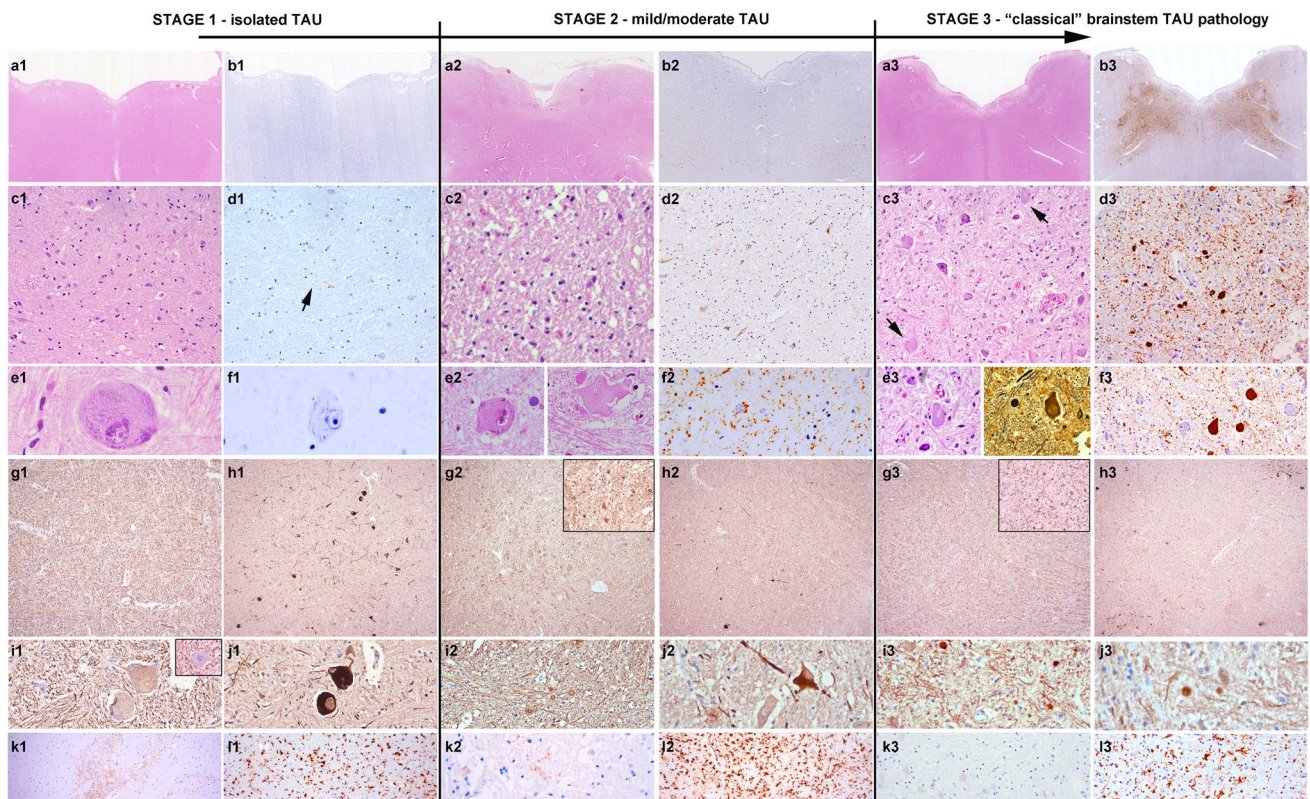 STAGE 1 - isolated TAU STAGE 2 - mild/moderate TAU STAGE 3 - “classical” brainstem TAU pathology
a1 b1 a2 b2 a3 b3
c1 d1 c2 d2 c3 d3
e1 f1 e2 f2 e3 f3
g1 h1 g2 h2 g3 h3
i1 j1 i2 j2 i3 j3
k1 l1 k2 l2 k3 l3